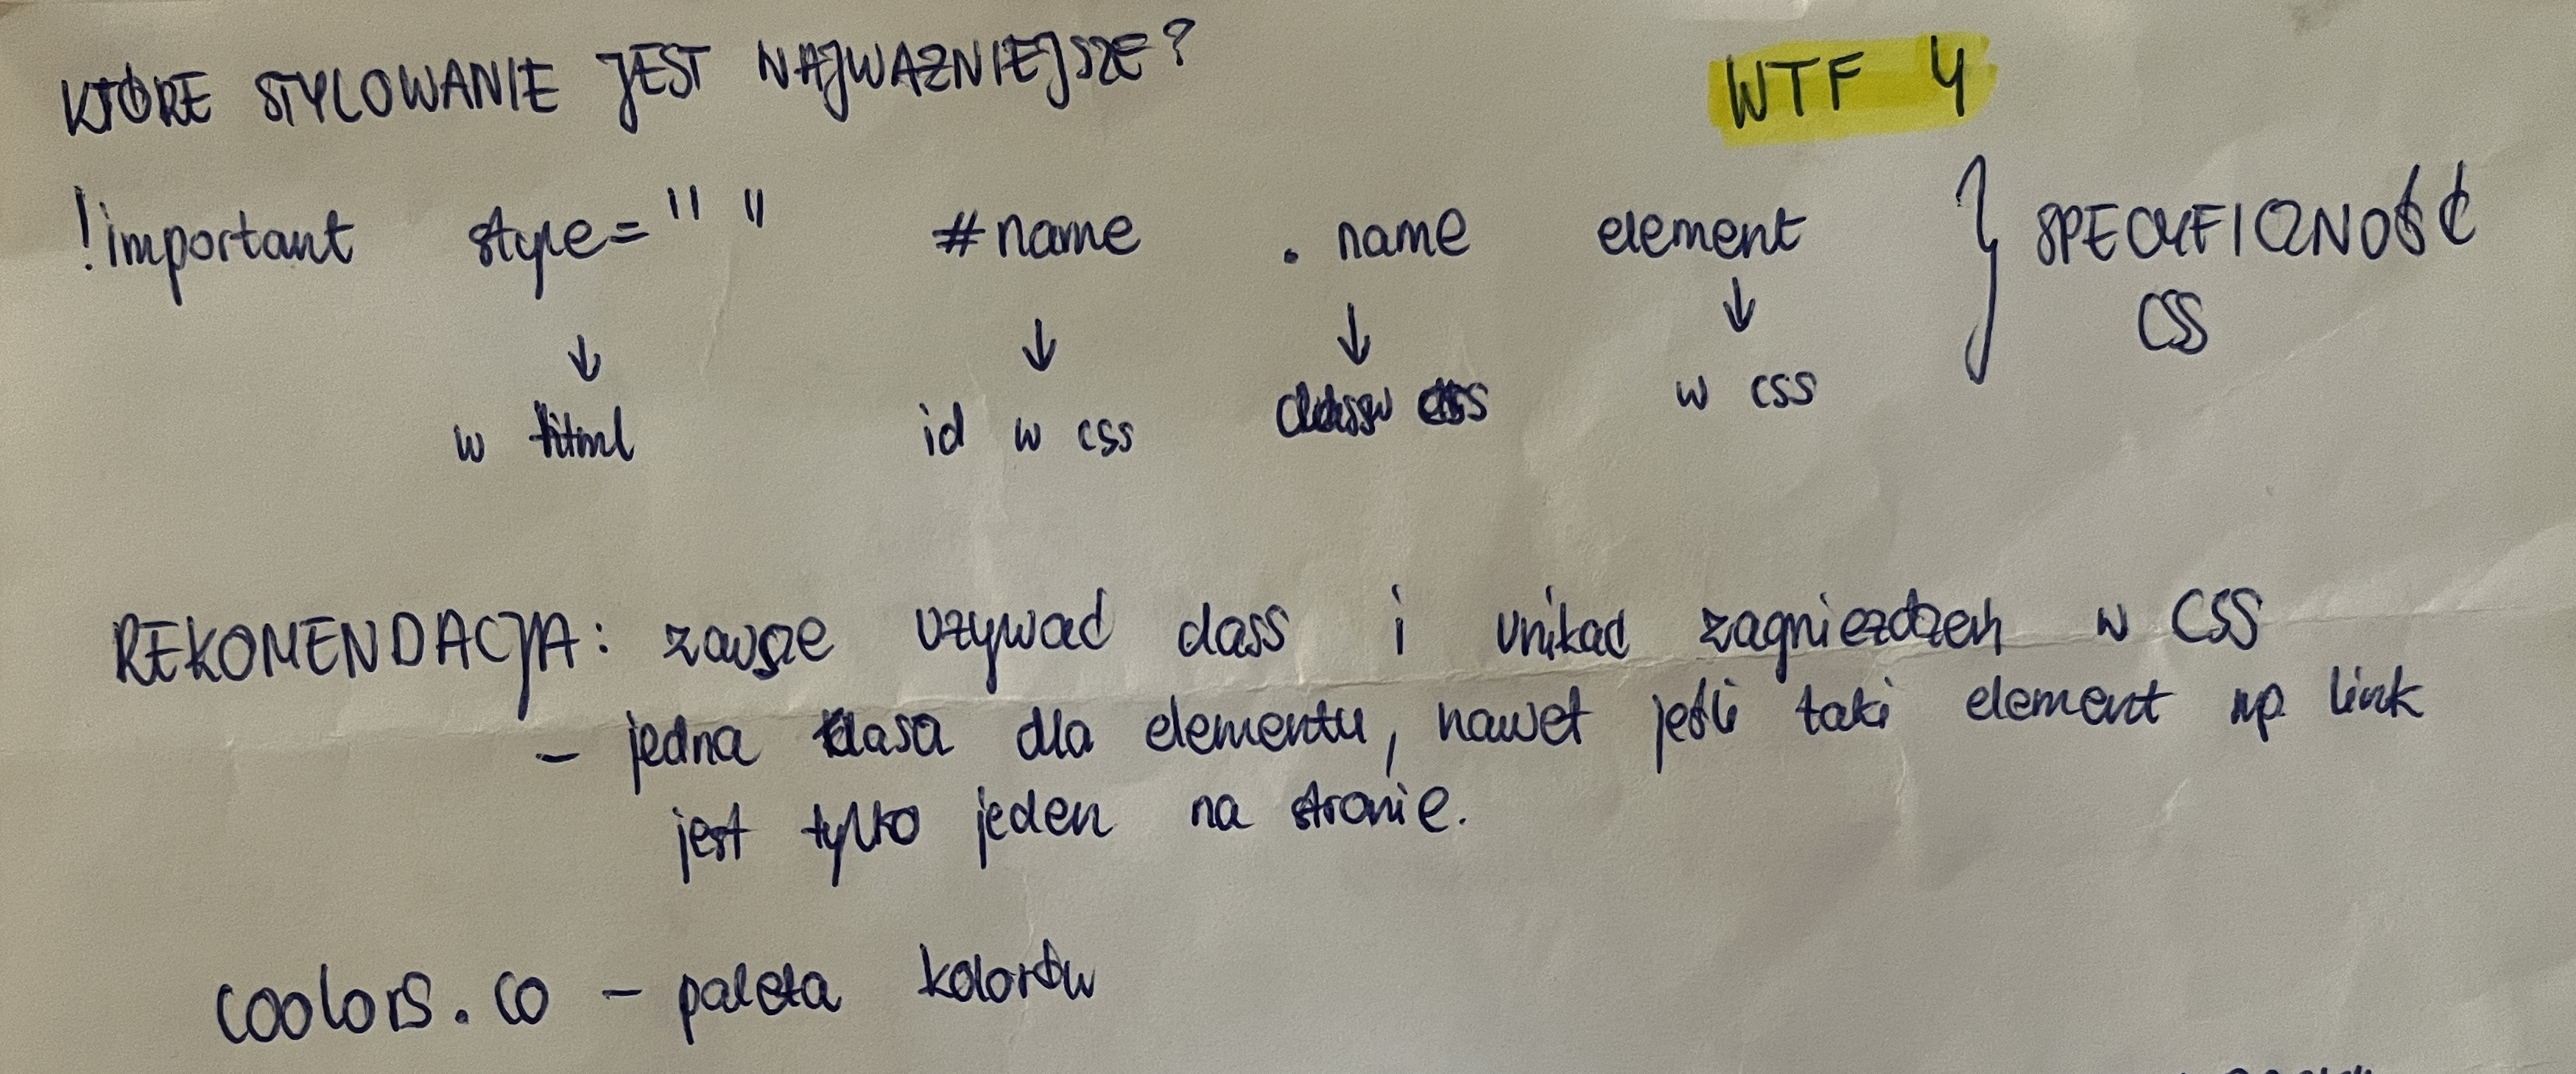 KTÓRE STYLOWANIE JEST NAJWAŻNIEJSZE?
WTF 4
!important style=" " #name . name element } SPECYFICZNOŚĆ
CSS
↓ ↓ ↓ ↓
w html id w css class w css w css
REKOMENDACJA: zawsze używać class i unikać zagnieżdżeń w CSS
- jedna klasa dla elementu, nawet jeśli taki element np link
jest tylko jeden na stronie.
coolors.co - paleta kolorów